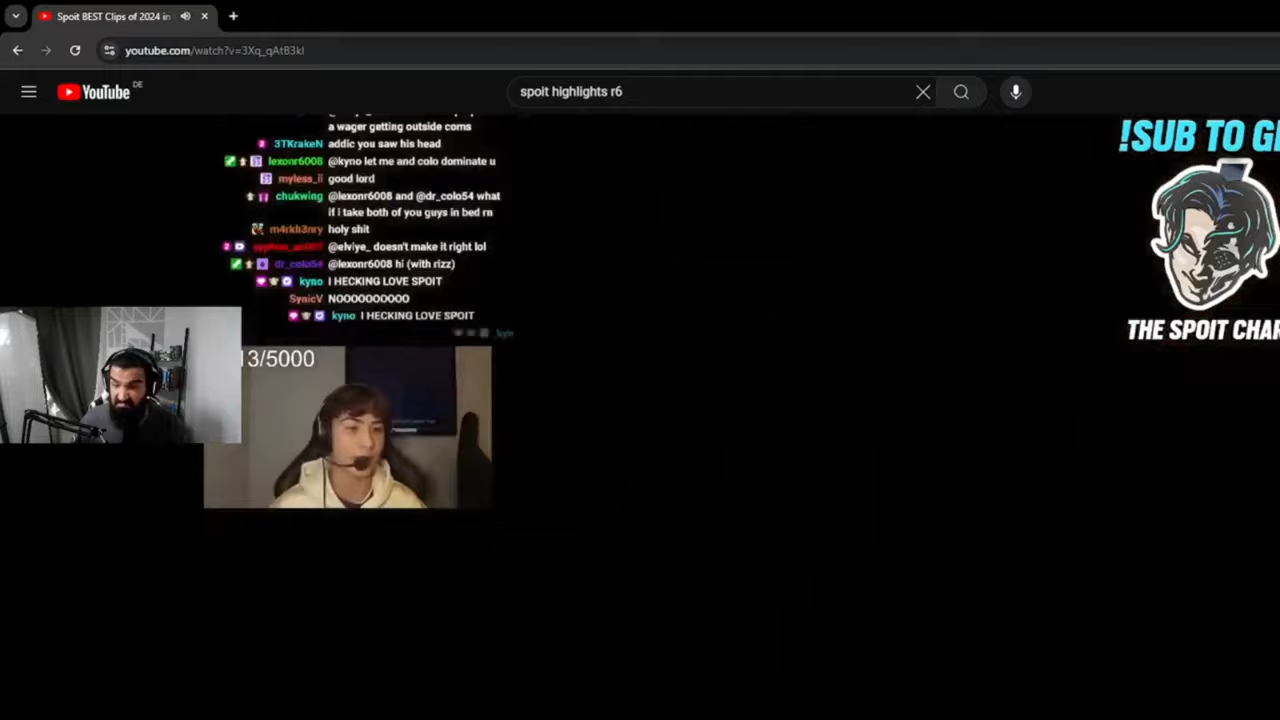 Spoit BEST Clips of 2024 in
youtube.com/watch?v=3Xq_qAtB3kI
YouTube DE
spoit highlights r6
a wager getting outside coms
3TKrakeN addic you saw his head
lexonr6008 @kyno let me and colo dominate u
myless_ii good lord
chukwing @lexonr6008 and @dr_colo54 what
if i take both of you guys in bed rn
m4rkh3nry holy shit
@elviye_ doesn't make it right lol
dr_colo54 @lexonr6008 hi (with rizz)
kyno I HECKING LOVE SPOIT
SynicV NOOOOOOOOOO
kyno I HECKING LOVE SPOIT
kyno
13/5000
!SUB TO GE
THE SPOIT CHAR